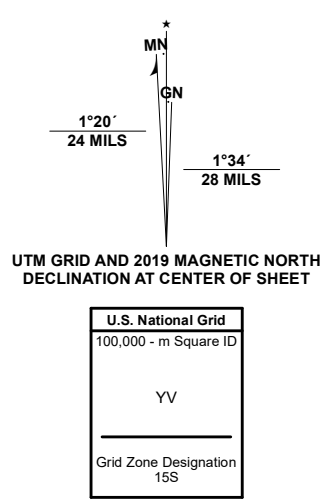 ★
MN
GN
1°20´
24 MILS
1°34´
28 MILS
UTM GRID AND 2019 MAGNETIC NORTH
DECLINATION AT CENTER OF SHEET
U.S. National Grid
100,000 - m Square ID
YV
Grid Zone Designation
15S